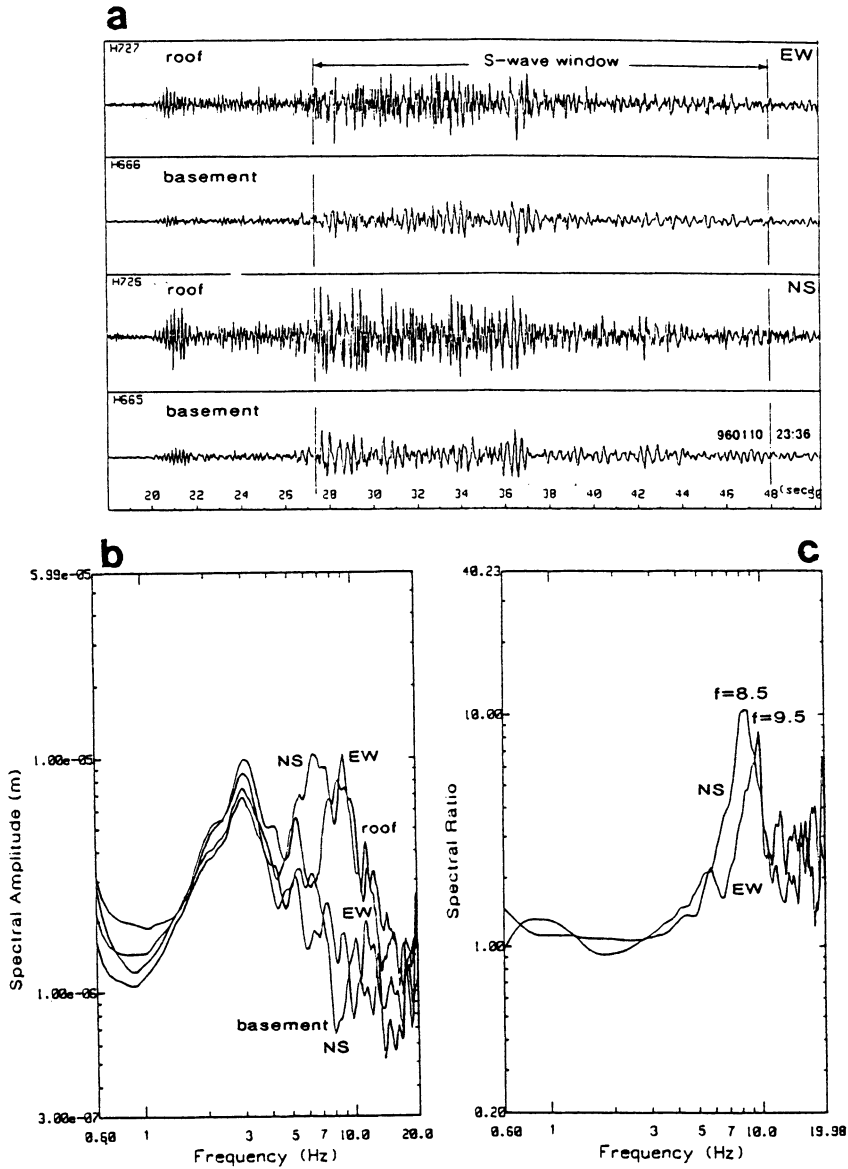 a
H727 roof S-wave window EW
H666 basement
H726 roof NS
H665 basement
960110 23:36
20 22 24 26 28 30 32 34 36 38 40 42 44 46 48 (sec)
b
5.99e-05
1.00e-05
1.00e-06
3.00e-07
Spectral Amplitude (m)
NS EW
roof
EW
basement
NS
0.60 1 3 5 7 10.0 20.0
Frequency (Hz)
c
40.23
10.00
1.00
0.20
Spectral Ratio
f=8.5
f=9.5
NS
EW
0.60 1 3 5 7 10.0 19.98
Frequency (Hz)